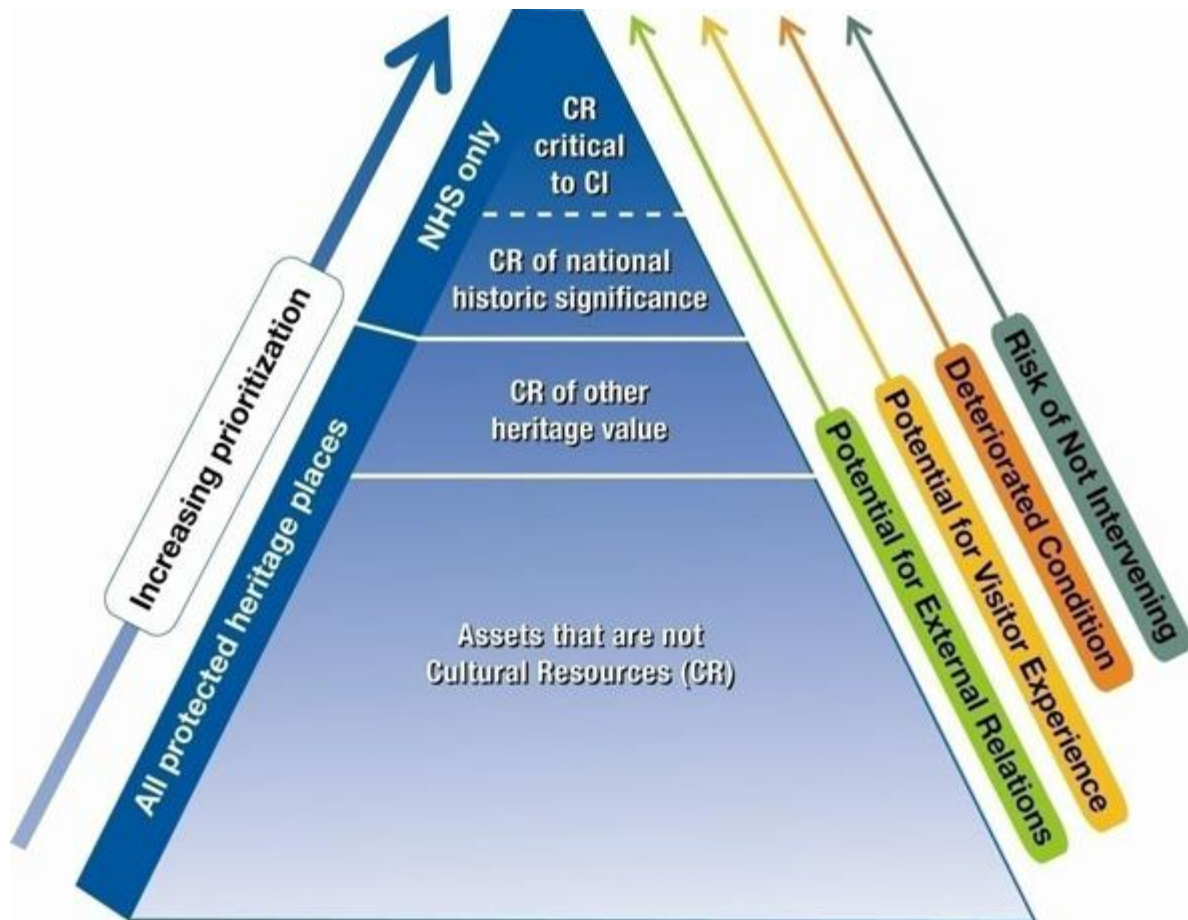 Increasing prioritization
NHS only
All protected heritage places
CR
critical
to CI
CR of national
historic significance
CR of other
heritage value
Assets that are not
Cultural Resources (CR)
Potential for External Relations
Potential for Visitor Experience
Deteriorated Condition
Risk of Not Intervening